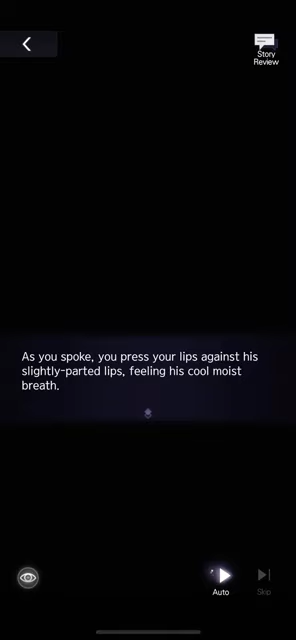 Story
Review
As you spoke, you press your lips against his
slightly-parted lips, feeling his cool moist
breath.
Auto
Skip